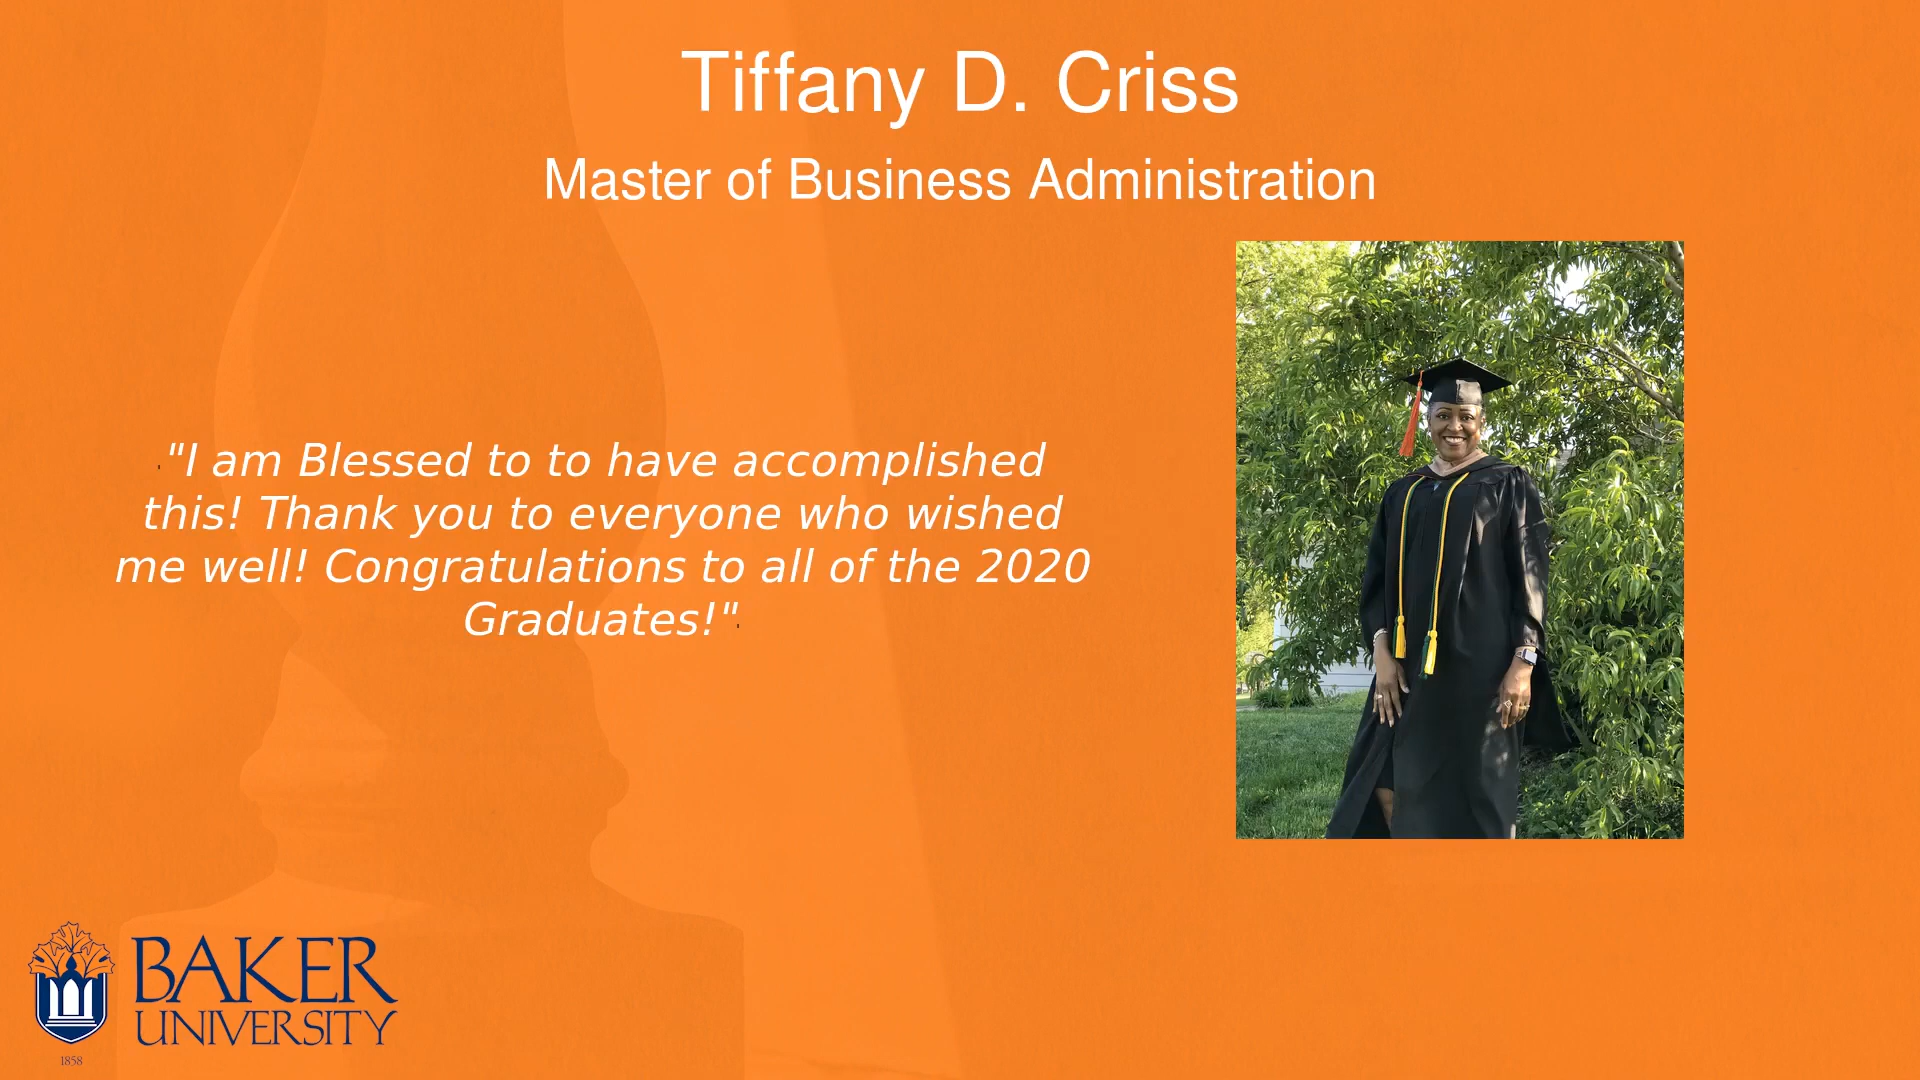 Tiffany D. Criss
Master of Business Administration
"I am Blessed to to have accomplished
this! Thank you to everyone who wished
me well! Congratulations to all of the 2020
Graduates!"
BAKER
UNIVERSITY
1858